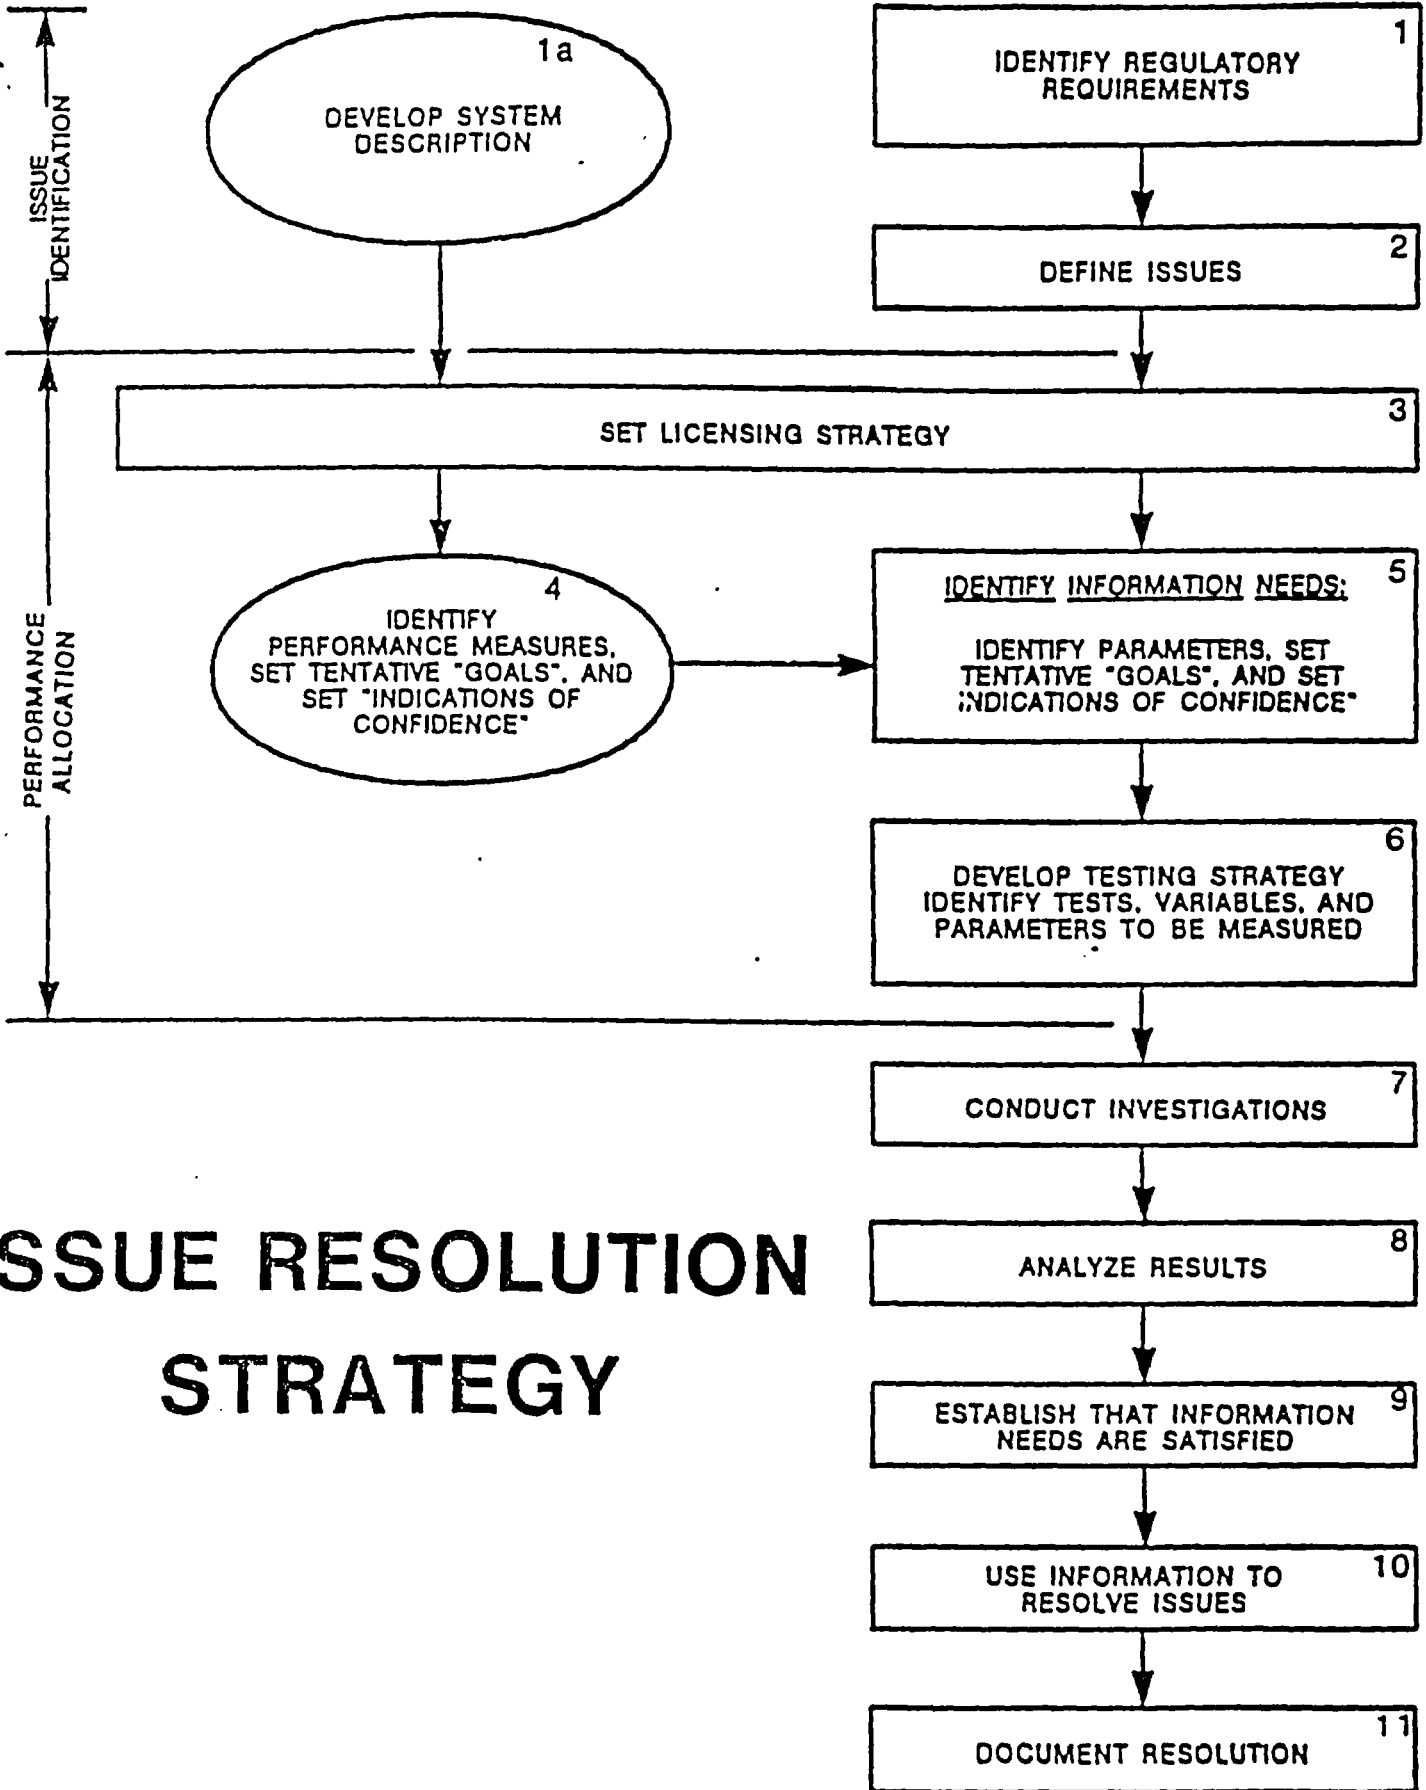 1a
DEVELOP SYSTEM
DESCRIPTION
1
IDENTIFY REGULATORY
REQUIREMENTS
ISSUE
IDENTIFICATION
2
DEFINE ISSUES
3
SET LICENSING STRATEGY
PERFORMANCE
ALLOCATION
4
IDENTIFY
PERFORMANCE MEASURES,
SET TENTATIVE "GOALS", AND
SET "INDICATIONS OF
CONFIDENCE"
5
IDENTIFY INFORMATION NEEDS:
IDENTIFY PARAMETERS, SET
TENTATIVE "GOALS", AND SET
INDICATIONS OF CONFIDENCE"
6
DEVELOP TESTING STRATEGY
IDENTIFY TESTS, VARIABLES, AND
PARAMETERS TO BE MEASURED
7
CONDUCT INVESTIGATIONS
8
ANALYZE RESULTS
SSUE RESOLUTION
STRATEGY
9
ESTABLISH THAT INFORMATION
NEEDS ARE SATISFIED
10
USE INFORMATION TO
RESOLVE ISSUES
11
DOCUMENT RESOLUTION